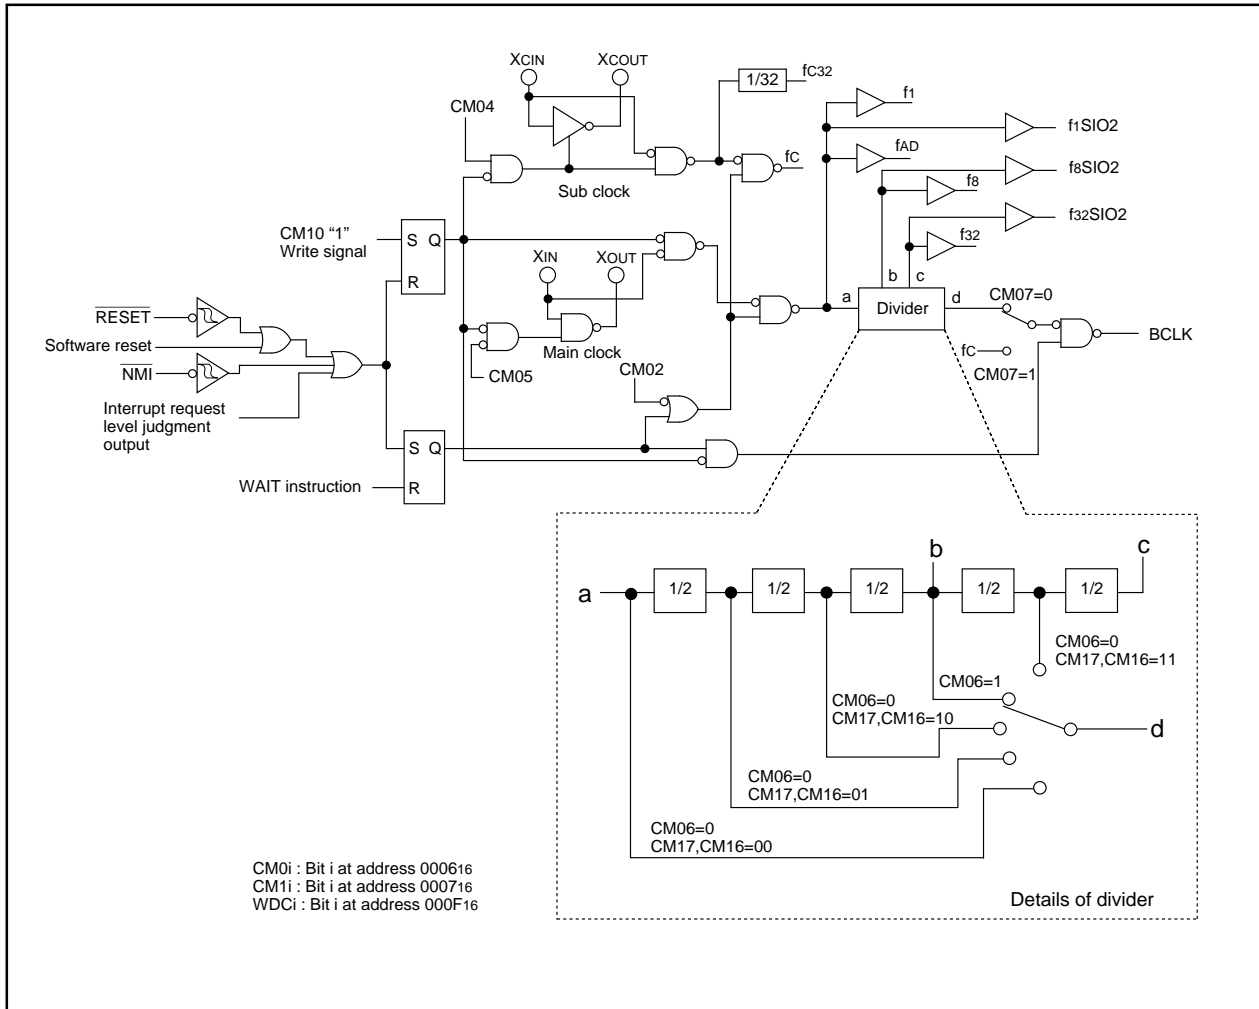 XCIN
XCOUT
1/32
fC32
CM04
fC
Sub clock
f1
f1SIO2
fAD
f8SIO2
f8
f32SIO2
f32
CM10 “1”
Write signal
S Q
R
XIN
XOUT
b
c
a
Divider
d
CM07=0
BCLK
fC
CM07=1
RESET
Software reset
NMI
Interrupt request
level judgment
output
Main clock
CM05
CM02
S Q
R
WAIT instruction
b
c
a
1/2
1/2
1/2
1/2
1/2
CM06=0
CM17,CM16=11
CM06=1
CM06=0
CM17,CM16=10
d
CM06=0
CM17,CM16=01
CM06=0
CM17,CM16=00
CM0i : Bit i at address 000616
CM1i : Bit i at address 000716
WDCi : Bit i at address 000F16
Details of divider